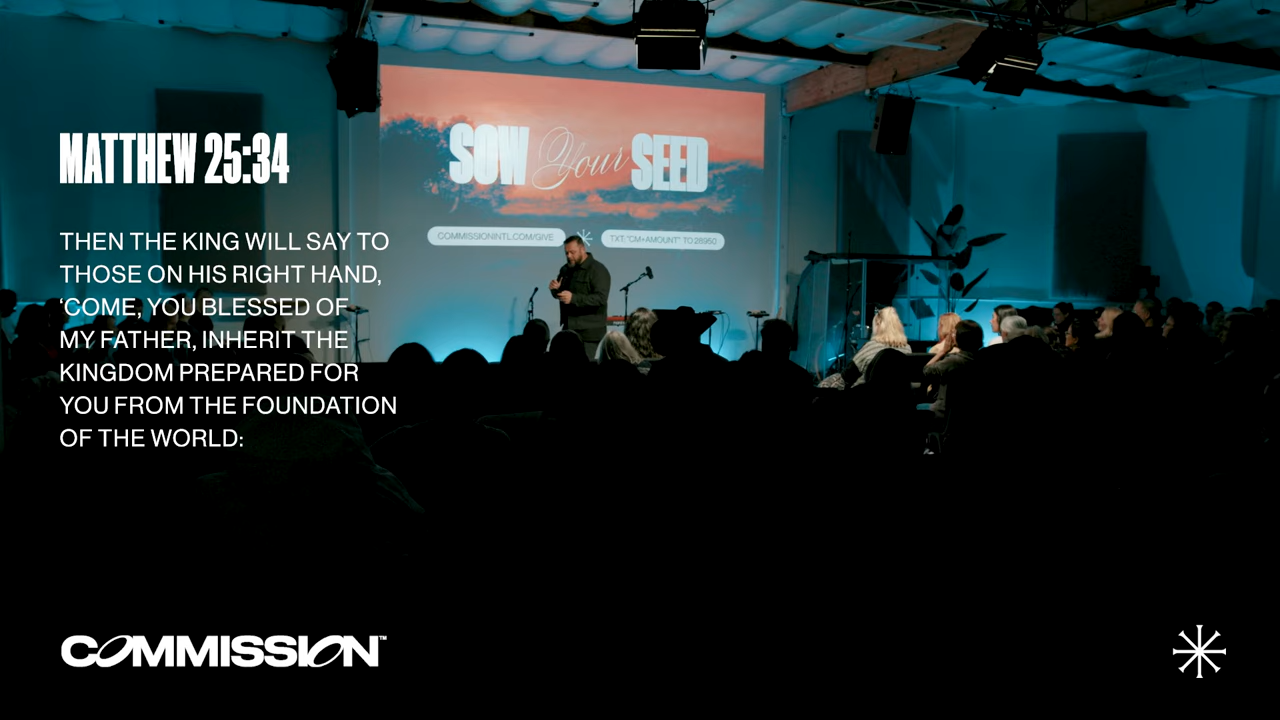 MATTHEW 25:34
THEN THE KING WILL SAY TO
THOSE ON HIS RIGHT HAND,
‘COME, YOU BLESSED OF
MY FATHER, INHERIT THE
KINGDOM PREPARED FOR
YOU FROM THE FOUNDATION
OF THE WORLD:
SOW Your SEED
COMMISSIONINTL.COM/GIVE
TXT: "CM+AMOUNT" TO 28950
COMMISSION™